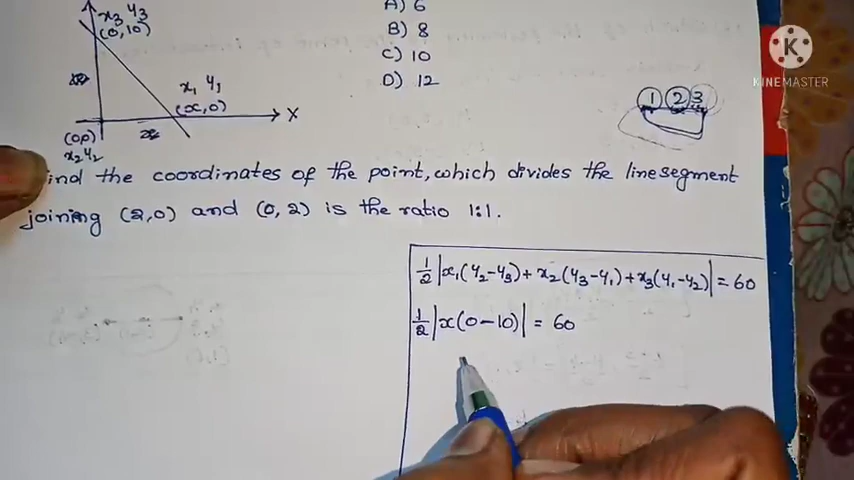 x₃ y₃
(0, 10)
A) 6
B) 8
C) 10
D) 12
x₁ y₁
(x, 0)
X
(0,0)
x₂ y₂
1 2 3
ind the coordinates of the point, which divides the line segment
joining (2,0) and (0, 2) is the ratio 1:1.
½|x₁(y₂-y₃)+x₂(y₃-y₁)+x₃(y₁-y₂)| = 60
½|x(0-10)| = 60
K
KINEMASTER